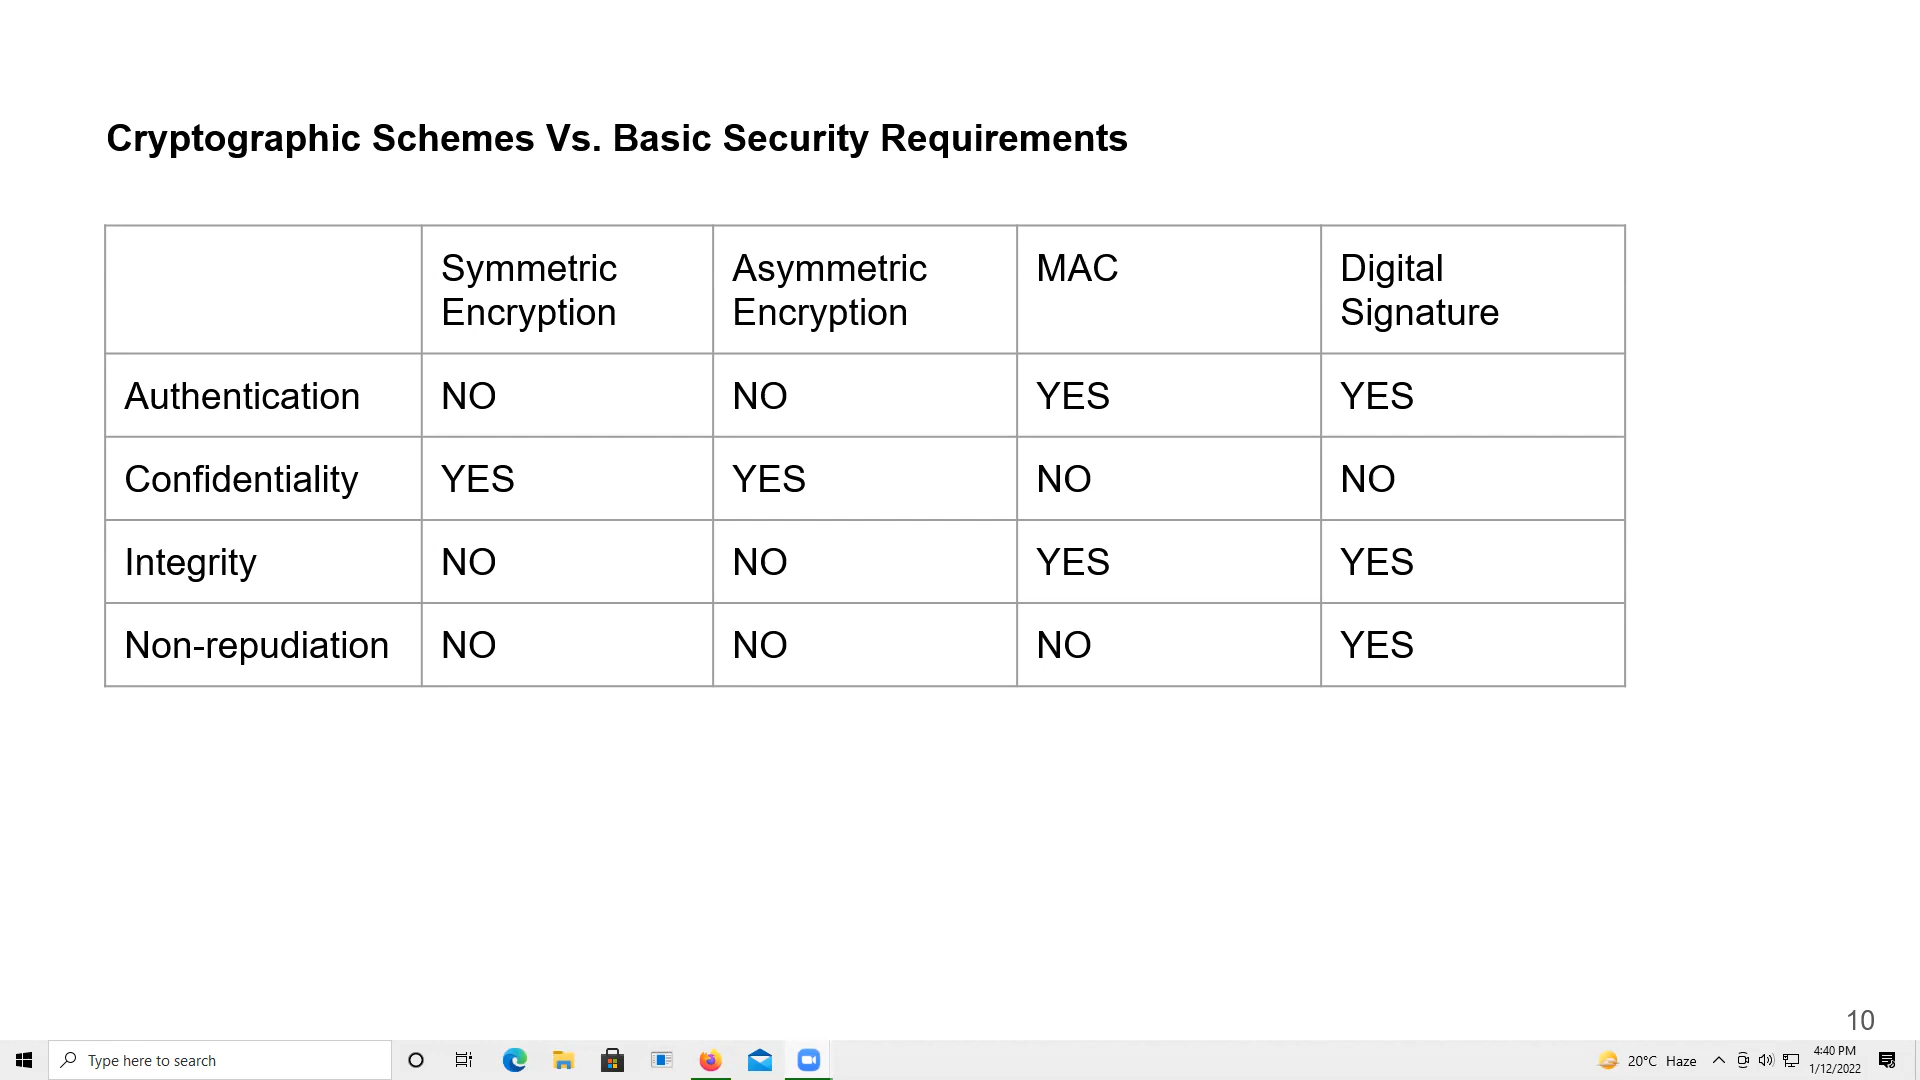 Cryptographic Schemes Vs. Basic Security Requirements
Symmetric Encryption
Asymmetric Encryption
MAC
Digital Signature
Authentication NO NO YES YES
Confidentiality YES YES NO NO
Integrity NO NO YES YES
Non-repudiation NO NO NO YES
10
Type here to search
20°C Haze
4:40 PM
1/12/2022